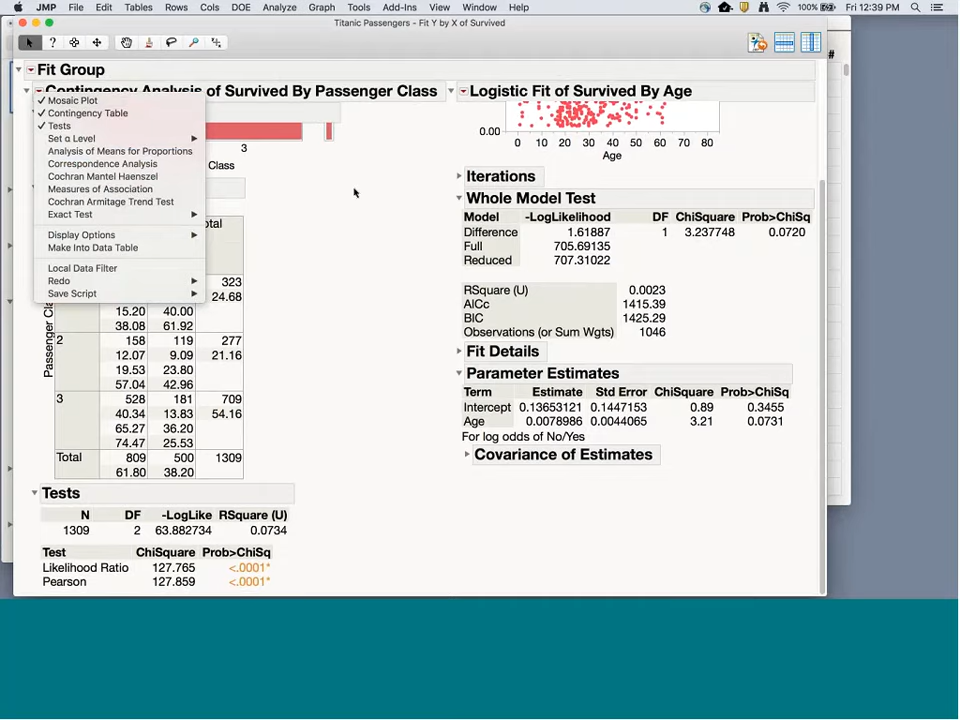 JMP File Edit Tables Rows Cols DOE Analyze Graph Tools Add-Ins View Window Help 100% Fri 12:39 PM
Titanic Passengers - Fit Y by X of Survived
Fit Group
Contingency Analysis of Survived By Passenger Class
Mosaic Plot
Contingency Table
Tests
Set a Level
Analysis of Means for Proportions
Correspondence Analysis
Cochran Mantel Haenszel
Measures of Association
Cochran Armitage Trend Test
Exact Test
Display Options
Make Into Data Table
Local Data Filter
Redo
Save Script
3
Class
Passenger Clas
323
24.68
15.20 40.00
38.08 61.92
2 158 119 277
12.07 9.09 21.16
19.53 23.80
57.04 42.96
3 528 181 709
40.34 13.83 54.16
65.27 36.20
74.47 25.53
Total 809 500 1309
61.80 38.20
Tests
N DF -LogLike RSquare (U)
1309 2 63.882734 0.0734
Test ChiSquare Prob>ChiSq
Likelihood Ratio 127.765 <.0001*
Pearson 127.859 <.0001*
Logistic Fit of Survived By Age
0.00
0 10 20 30 40 50 60 70 80
Age
Iterations
Whole Model Test
Model -LogLikelihood DF ChiSquare Prob>ChiSq
Difference 1.61887 1 3.237748 0.0720
Full 705.69135
Reduced 707.31022
RSquare (U) 0.0023
AICc 1415.39
BIC 1425.29
Observations (or Sum Wgts) 1046
Fit Details
Parameter Estimates
Term Estimate Std Error ChiSquare Prob>ChiSq
Intercept 0.13653121 0.1447153 0.89 0.3455
Age 0.0078986 0.0044065 3.21 0.0731
For log odds of No/Yes
Covariance of Estimates